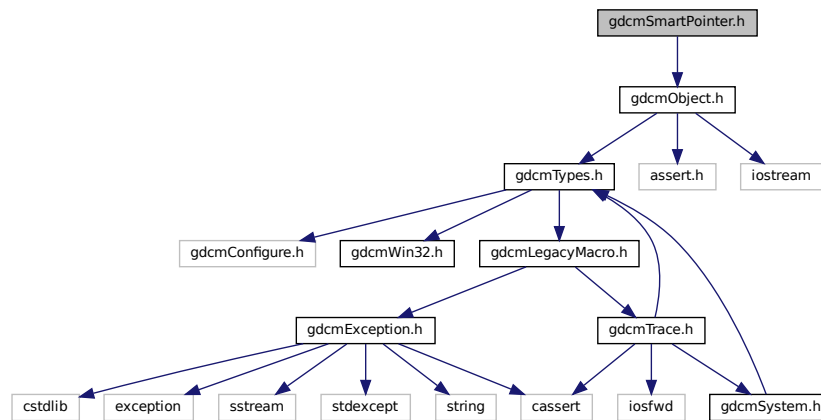 gdcmSmartPointer.h
gdcmObject.h
gdcmTypes.h
assert.h
iostream
gdcmConfigure.h
gdcmWin32.h
gdcmLegacyMacro.h
gdcmException.h
gdcmTrace.h
cstdlib
exception
sstream
stdexcept
string
cassert
iosfwd
gdcmSystem.h